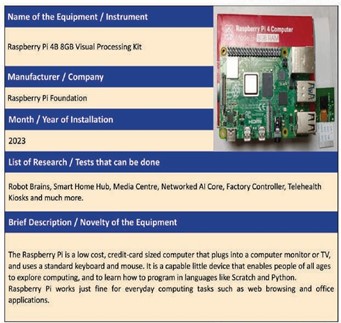 Name of the Equipment / Instrument
Raspberry Pi 4B 8GB Visual Processing Kit
Manufacturer / Company
Raspberry Pi Foundation
Month / Year of Installation
2023
Raspberry Pi 4 Computer
List of Research / Tests that can be done
Robot Brains, Smart Home Hub, Media Centre, Networked AI Core, Factory Controller, Telehealth
Kiosks and much more.
Brief Description / Novelty of the Equipment
The Raspberry Pi is a low cost, credit-card sized computer that plugs into a computer monitor or TV,
and uses a standard keyboard and mouse. It is a capable little device that enables people of all ages
to explore computing, and to learn how to program in languages like Scratch and Python.
Raspberry Pi works just fine for everyday computing tasks such as web browsing and office
applications.